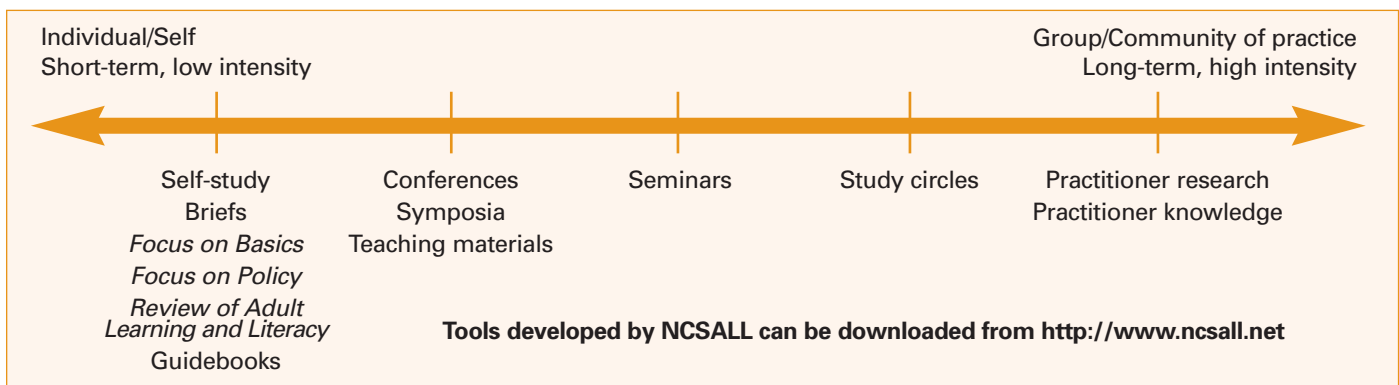 Individual/Self
Short-term, low intensity
Group/Community of practice
Long-term, high intensity
Self-study
Briefs
Focus on Basics
Focus on Policy
Review of Adult
Learning and Literacy
Guidebooks
Conferences
Symposia
Teaching materials
Seminars
Study circles
Practitioner research
Practitioner knowledge
Tools developed by NCSALL can be downloaded from http://www.ncsall.net